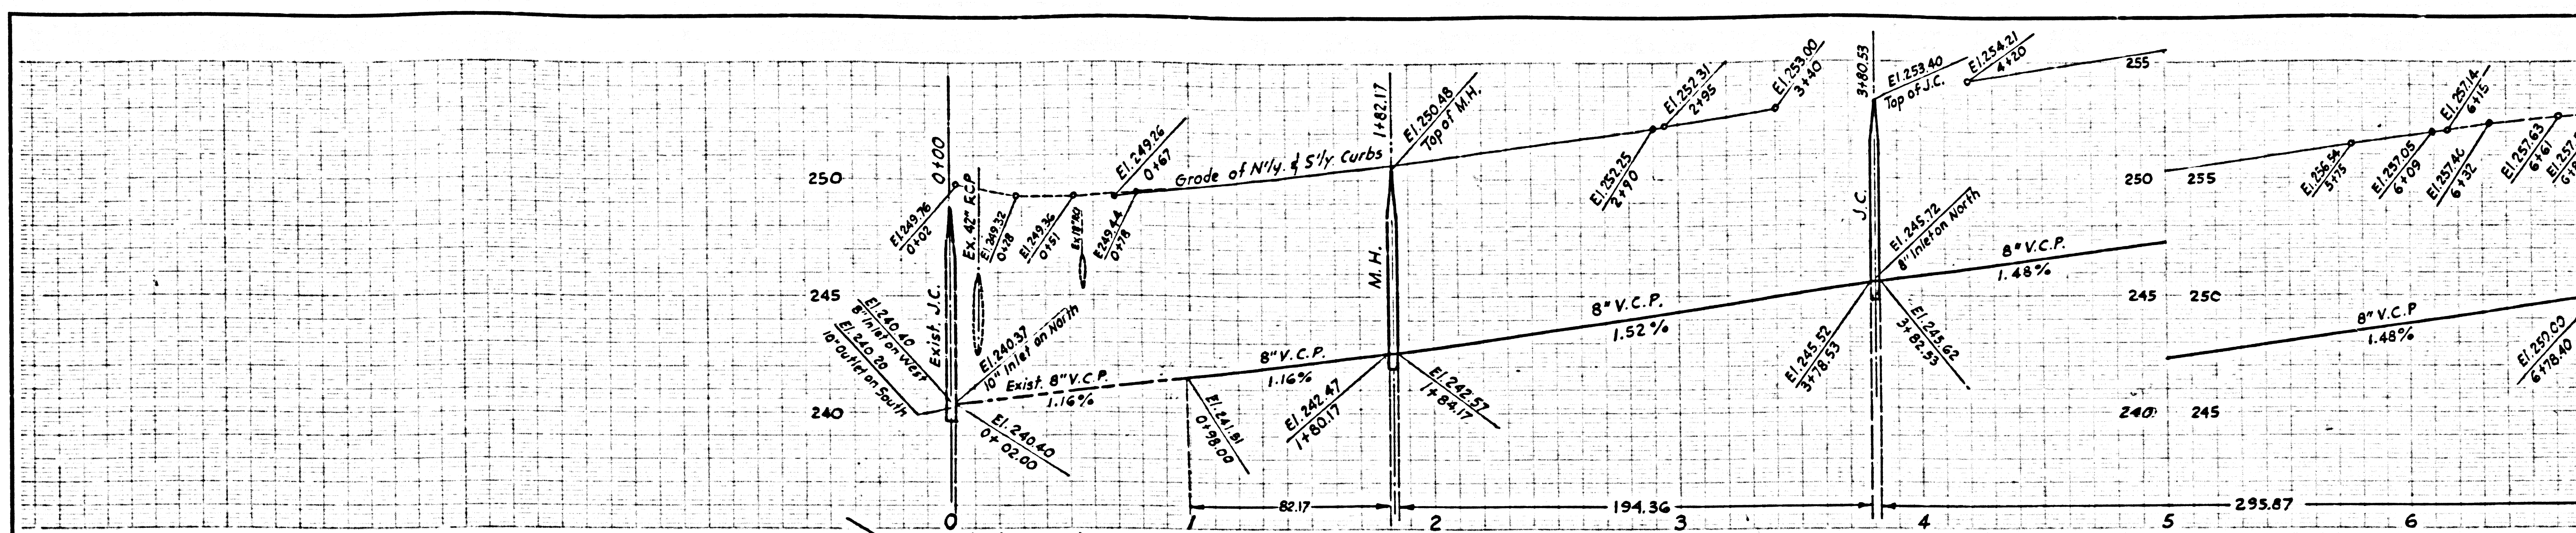 0+00
1+82.17
3+80.53
El.249.76
0+02
Ex. 42" R.C.P.
El.249.32
0+28
El.249.36
0+51
El.249.26
0+67
E249.44
0+78
Grade of N'ly. & S'ly. Curbs
El.250.48
Top of M.H.
El.252.25
2+90
El.252.31
2+95
El.253.00
3+40
El.253.40
Top of J.C.
El.254.21
4+20
255
250
250
255
El.256.54
5+75
El.257.05
6+09
El.257.14
6+15
El.257.46
6+32
El.257.63
6+61
245
245
250
240
240
245
Exist. J.C.
El.240.40
8" Inlet on West
El.240.20
10" Outlet on South
El.240.37
10" Inlet on North
Exist. 8" V.C.P.
1.16%
El. 240.40
0+02.00
El.241.51
0+98.00
8" V.C.P.
1.16%
M.H.
El.242.47
1+80.17
El.242.57
1+84.17
8" V.C.P.
1.52%
J.C.
El.245.72
8" Inlet on North
El.245.52
3+78.53
El.245.62
3+82.53
8" V.C.P.
1.48%
8" V.C.P
1.48%
El.250.00
6+78.40
82.17
194.36
295.87
0
1
2
3
4
5
6